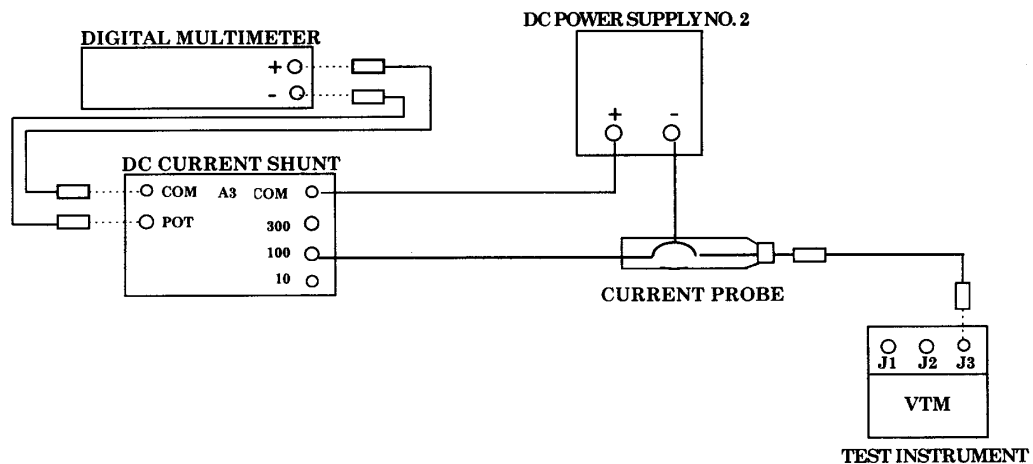 DC POWER SUPPLY NO. 2
DIGITAL MULTIMETER
+
-
+ -
DC CURRENT SHUNT
COM A3 COM
POT 300
100
10
CURRENT PROBE
J1 J2 J3
VTM
TEST INSTRUMENT